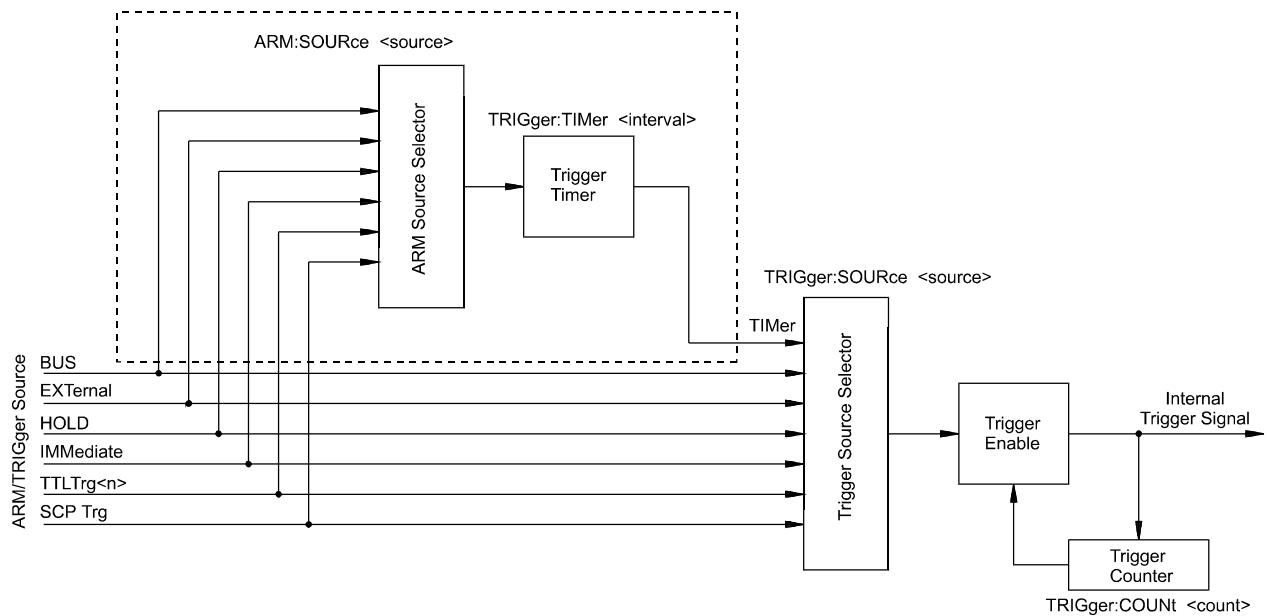 ARM:SOURce <source>
ARM Source Selector
TRIGger:TIMer <interval>
Trigger
Timer
TRIGger:SOURce <source>
TIMer
Trigger Source Selector
ARM/TRIGger Source
BUS
EXTernal
HOLD
IMMediate
TTLTrg<n>
SCP Trg
Trigger
Enable
Internal
Trigger Signal
Trigger
Counter
TRIGger:COUNt <count>